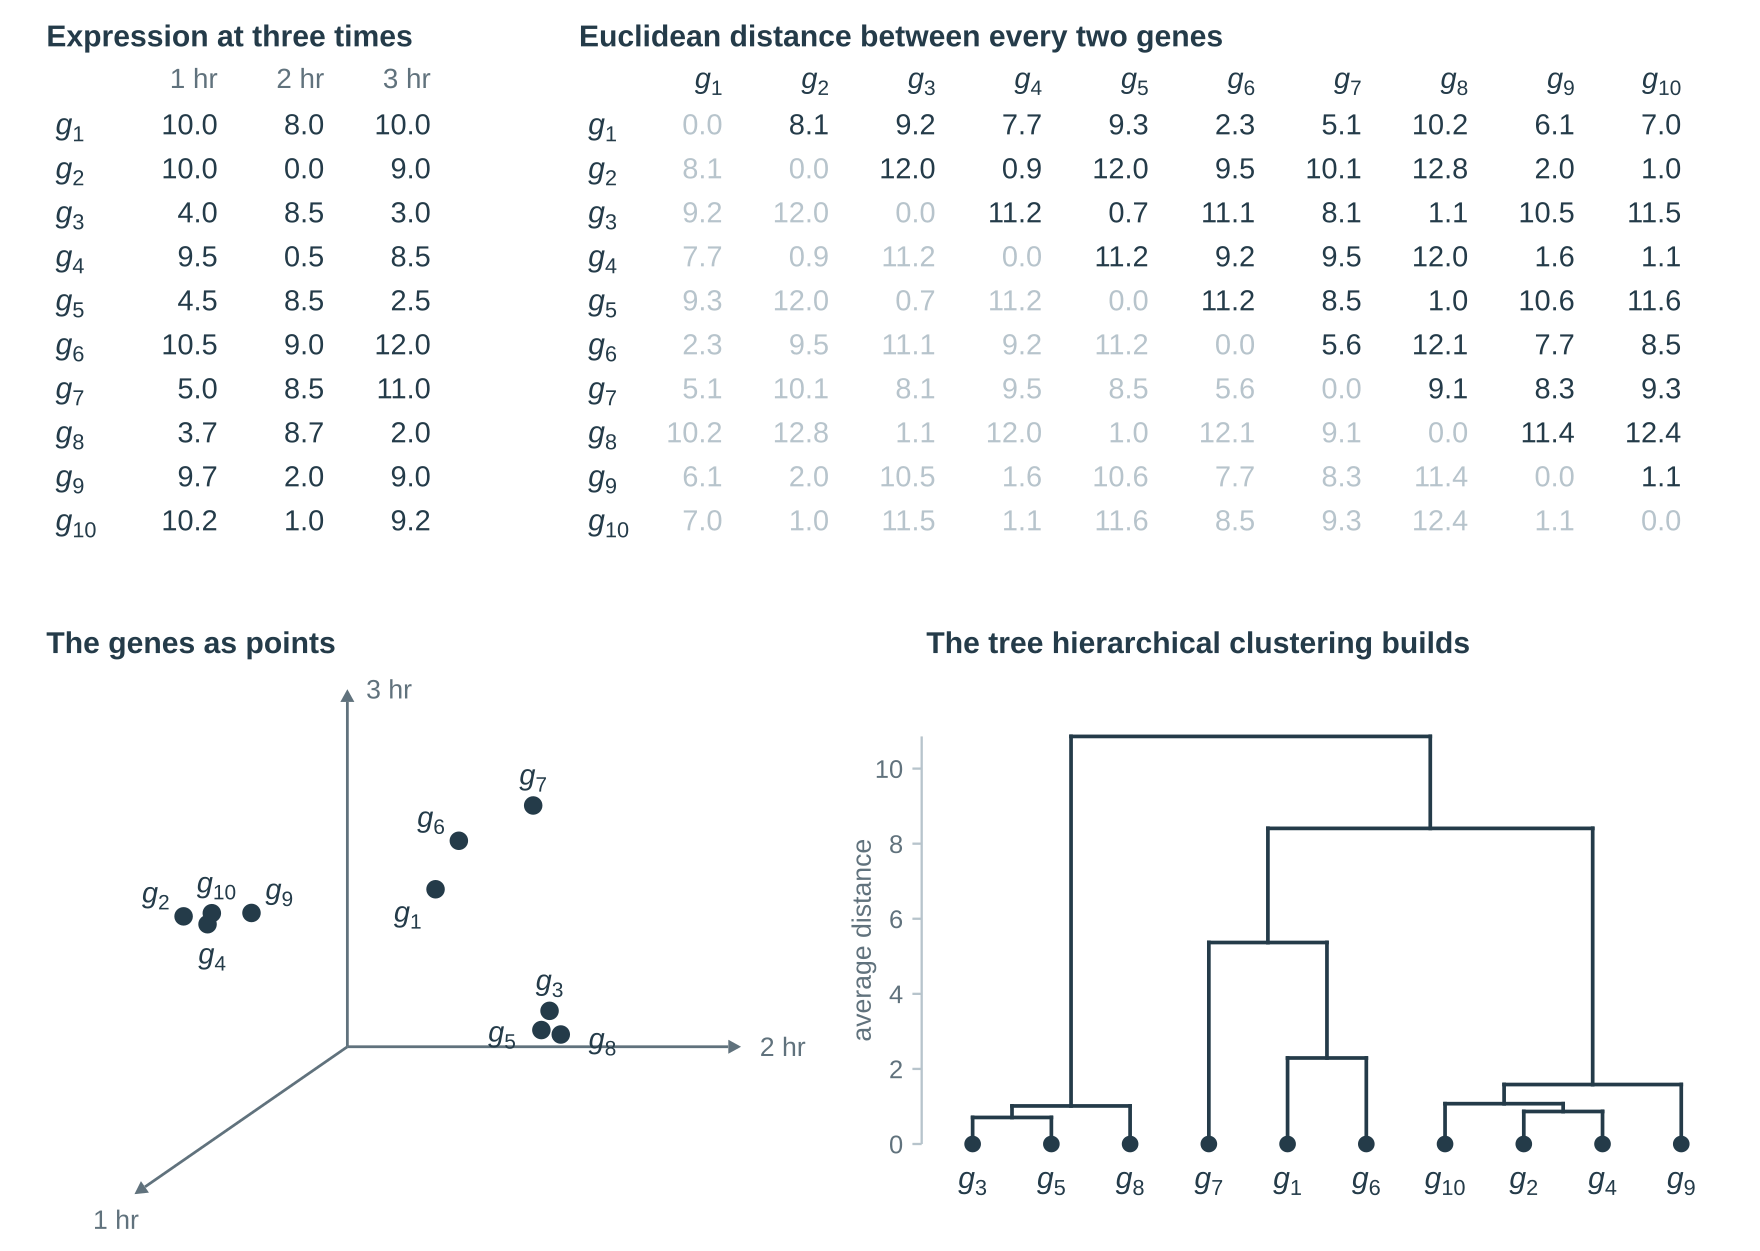 Expression at three times
1 hr 2 hr 3 hr
g1 10.0 8.0 10.0
g2 10.0 0.0 9.0
g3 4.0 8.5 3.0
g4 9.5 0.5 8.5
g5 4.5 8.5 2.5
g6 10.5 9.0 12.0
g7 5.0 8.5 11.0
g8 3.7 8.7 2.0
g9 9.7 2.0 9.0
g10 10.2 1.0 9.2
Euclidean distance between every two genes
g1 g2 g3 g4 g5 g6 g7 g8 g9 g10
g1 0.0 8.1 9.2 7.7 9.3 2.3 5.1 10.2 6.1 7.0
g2 8.1 0.0 12.0 0.9 12.0 9.5 10.1 12.8 2.0 1.0
g3 9.2 12.0 0.0 11.2 0.7 11.1 8.1 1.1 10.5 11.5
g4 7.7 0.9 11.2 0.0 11.2 9.2 9.5 12.0 1.6 1.1
g5 9.3 12.0 0.7 11.2 0.0 11.2 8.5 1.0 10.6 11.6
g6 2.3 9.5 11.1 9.2 11.2 0.0 5.6 12.1 7.7 8.5
g7 5.1 10.1 8.1 9.5 8.5 5.6 0.0 9.1 8.3 9.3
g8 10.2 12.8 1.1 12.0 1.0 12.1 9.1 0.0 11.4 12.4
g9 6.1 2.0 10.5 1.6 10.6 7.7 8.3 11.4 0.0 1.1
g10 7.0 1.0 11.5 1.1 11.6 8.5 9.3 12.4 1.1 0.0
The genes as points
3 hr
g7
g6
g2 g10 g9
g1
g4
g3
g5 g8
2 hr
1 hr
The tree hierarchical clustering builds
average distance
10
8
6
4
2
0
g3 g5 g8 g7 g1 g6 g10 g2 g4 g9